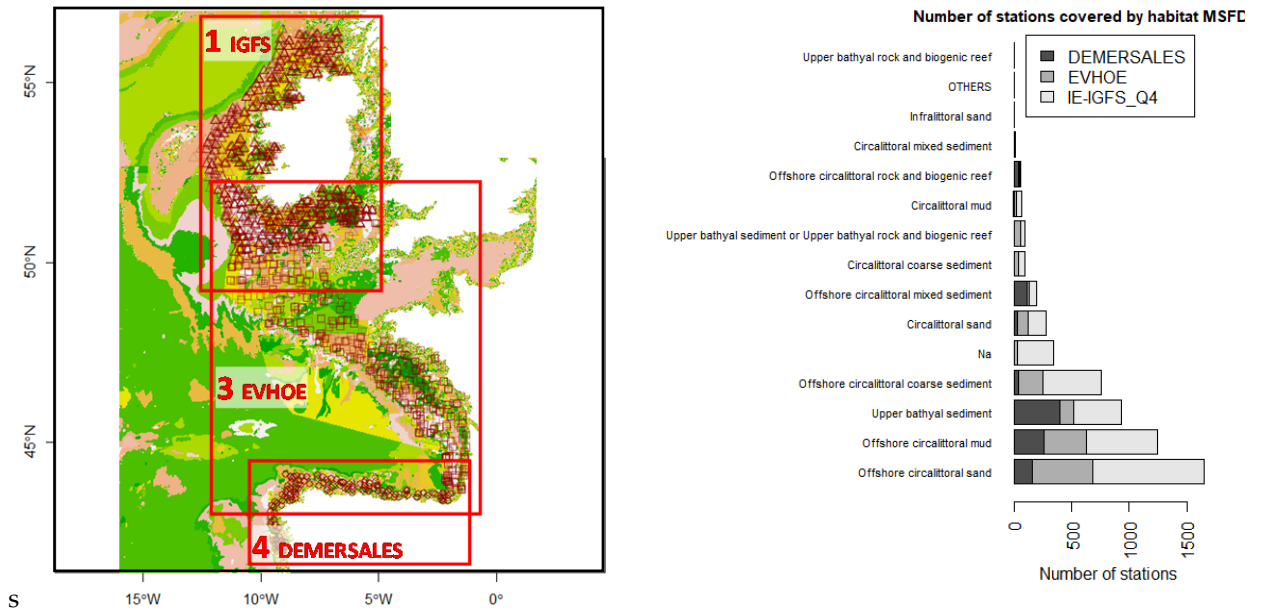 1 IGFS
3 EVHOE
4 DEMERSALES
55°N
50°N
45°N
15°W
10°W
5°W
0°
s
Number of stations covered by habitat MSFD
DEMERSALES
EVHOE
IE-IGFS_Q4
Upper bathyal rock and biogenic reef
OTHERS
Infralittoral sand
Circalittoral mixed sediment
Offshore circalittoral rock and biogenic reef
Circalittoral mud
Upper bathyal sediment or Upper bathyal rock and biogenic reef
Circalittoral coarse sediment
Offshore circalittoral mixed sediment
Circalittoral sand
Na
Offshore circalittoral coarse sediment
Upper bathyal sediment
Offshore circalittoral mud
Offshore circalittoral sand
0
500
1000
1500
Number of stations